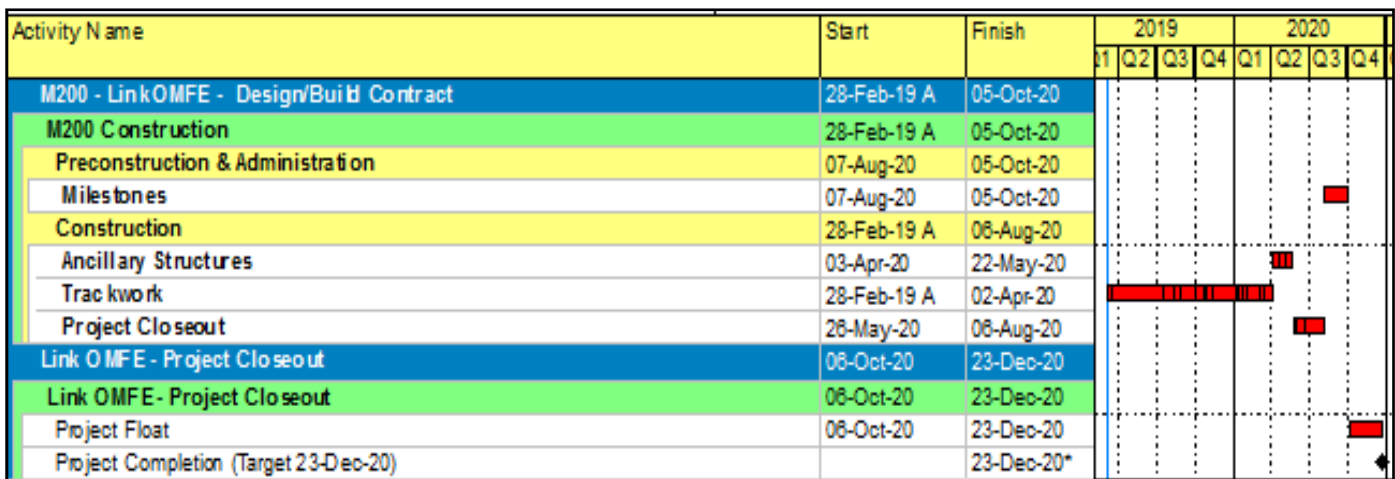 Activity Name Start Finish 2019 2020
Q1 Q2 Q3 Q4 Q1 Q2 Q3 Q4
M200 - Link OMFE - Design/Build Contract 28-Feb-19 A 05-Oct-20
M200 Construction 28-Feb-19 A 05-Oct-20
Preconstruction & Administration 07-Aug-20 05-Oct-20
Milestones 07-Aug-20 05-Oct-20
Construction 28-Feb-19 A 06-Aug-20
Ancillary Structures 03-Apr-20 22-May-20
Trackwork 28-Feb-19 A 02-Apr-20
Project Closeout 26-May-20 06-Aug-20
Link OMFE - Project Closeout 06-Oct-20 23-Dec-20
Link OMFE - Project Closeout 06-Oct-20 23-Dec-20
Project Float 06-Oct-20 23-Dec-20
Project Completion (Target 23-Dec-20) 23-Dec-20*